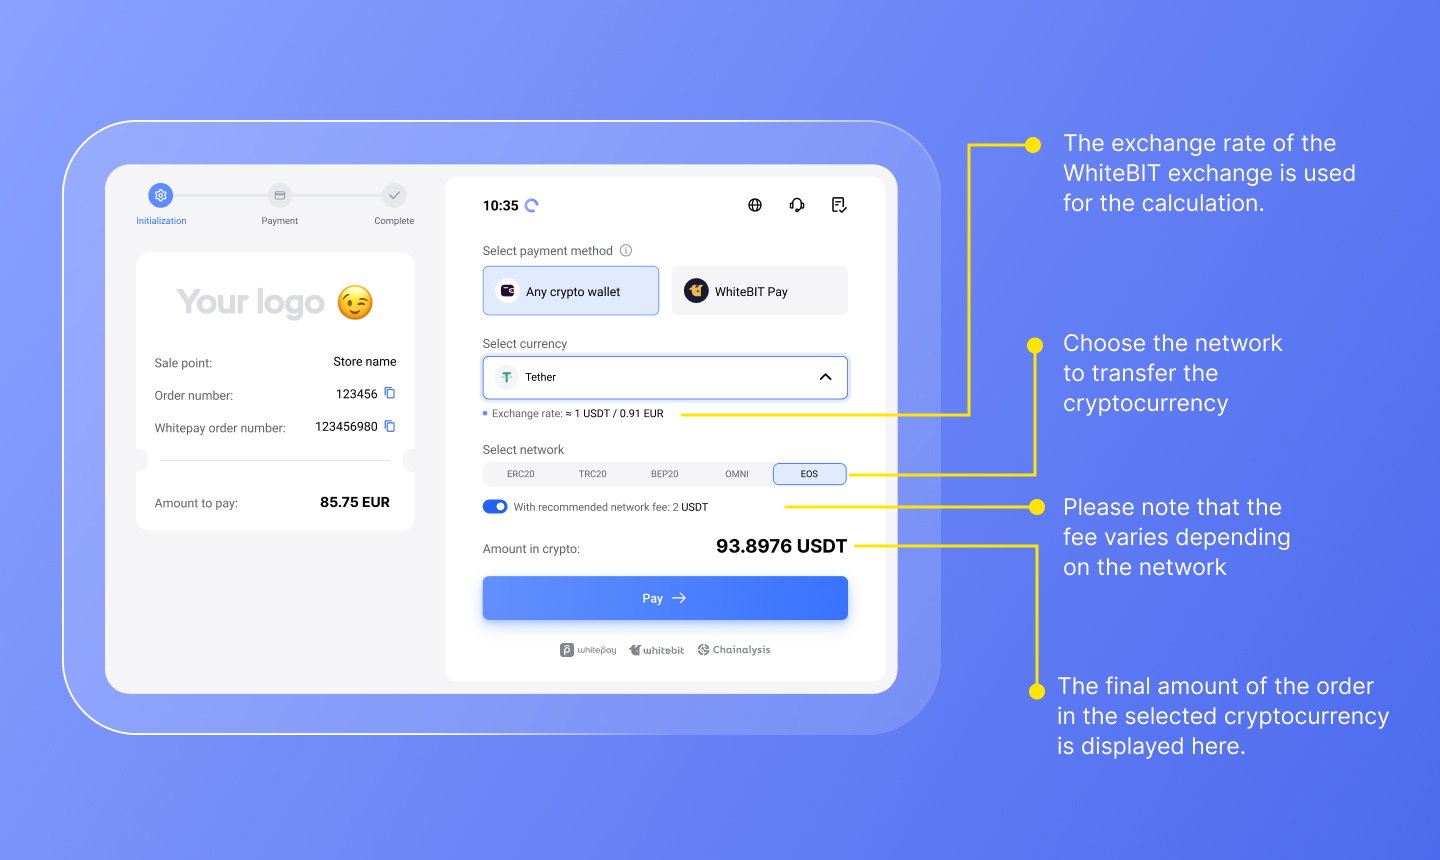 Initialization
Payment
Complete
Your logo
Sale point: Store name
Order number: 123456
Whitepay order number: 123456980
Amount to pay: 85.75 EUR
10:35
Select payment method
Any crypto wallet
WhiteBIT Pay
Select currency
Tether
Exchange rate: ≈ 1 USDT / 0.91 EUR
Select network
ERC20 TRC20 BEP20 OMNI EOS
With recommended network fee: 2 USDT
Amount in crypto: 93.8976 USDT
Pay →
whitepay whitebit Chainalysis
The exchange rate of the
WhiteBIT exchange is used
for the calculation.
Choose the network
to transfer the
cryptocurrency
Please note that the
fee varies depending
on the network
The final amount of the order
in the selected cryptocurrency
is displayed here.